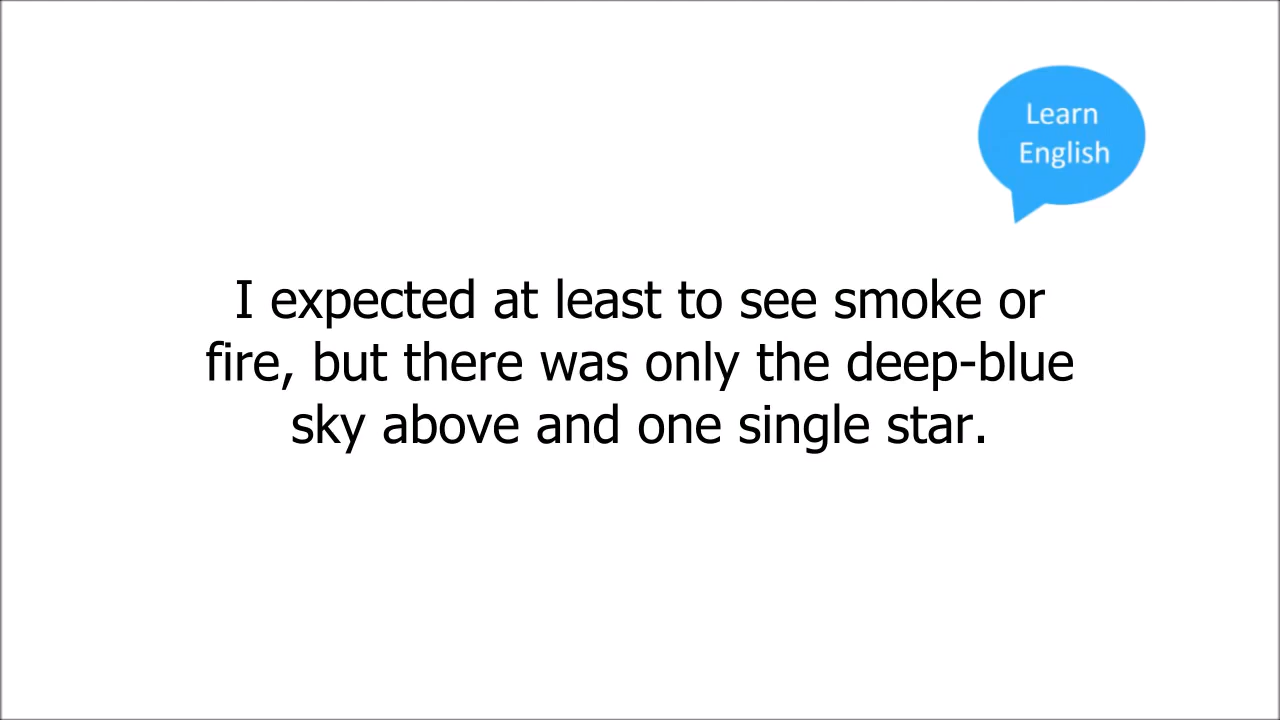 Learn
English
I expected at least to see smoke or
fire, but there was only the deep-blue
sky above and one single star.